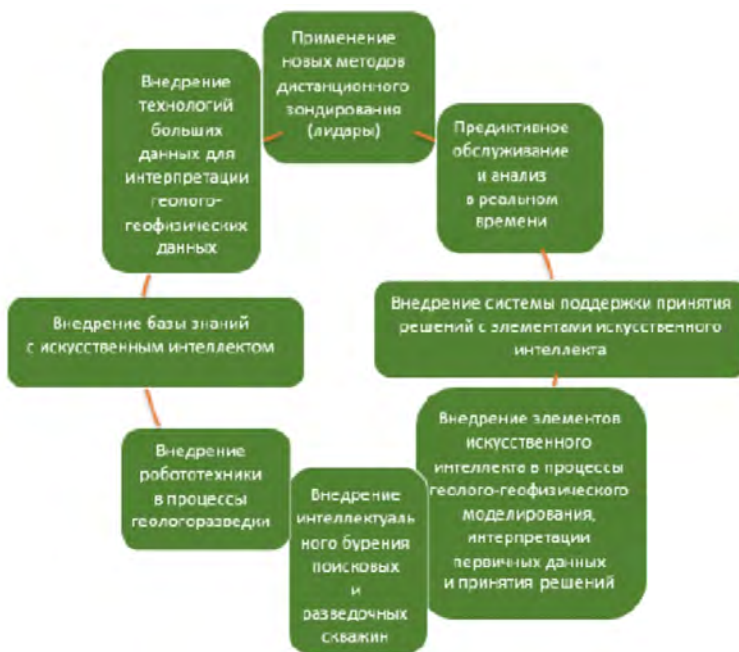 Применение
новых методов
дистанционного
зондирования
(лидары)
Предиктивное
обслуживание
и анализ
в реальном
времени
Внедрение системы поддержки принятия
решений с элементами искусственного
интеллекта
Внедрение элементов
искусственного
интеллекта в процессы
геолого-геофизического
моделирования,
интерпретации
первичных данных
и принятия решений
Внедрение
интеллектуаль
ного бурения
поисковых
и
разведочных
скважин
Внедрение
робототехники
в процессы
геологоразведки
Внедрение базы знаний
с искусственным интеллектом
Внедрение
технологий
больших
данных для
интерпретации
геолого-
геофизических
данных